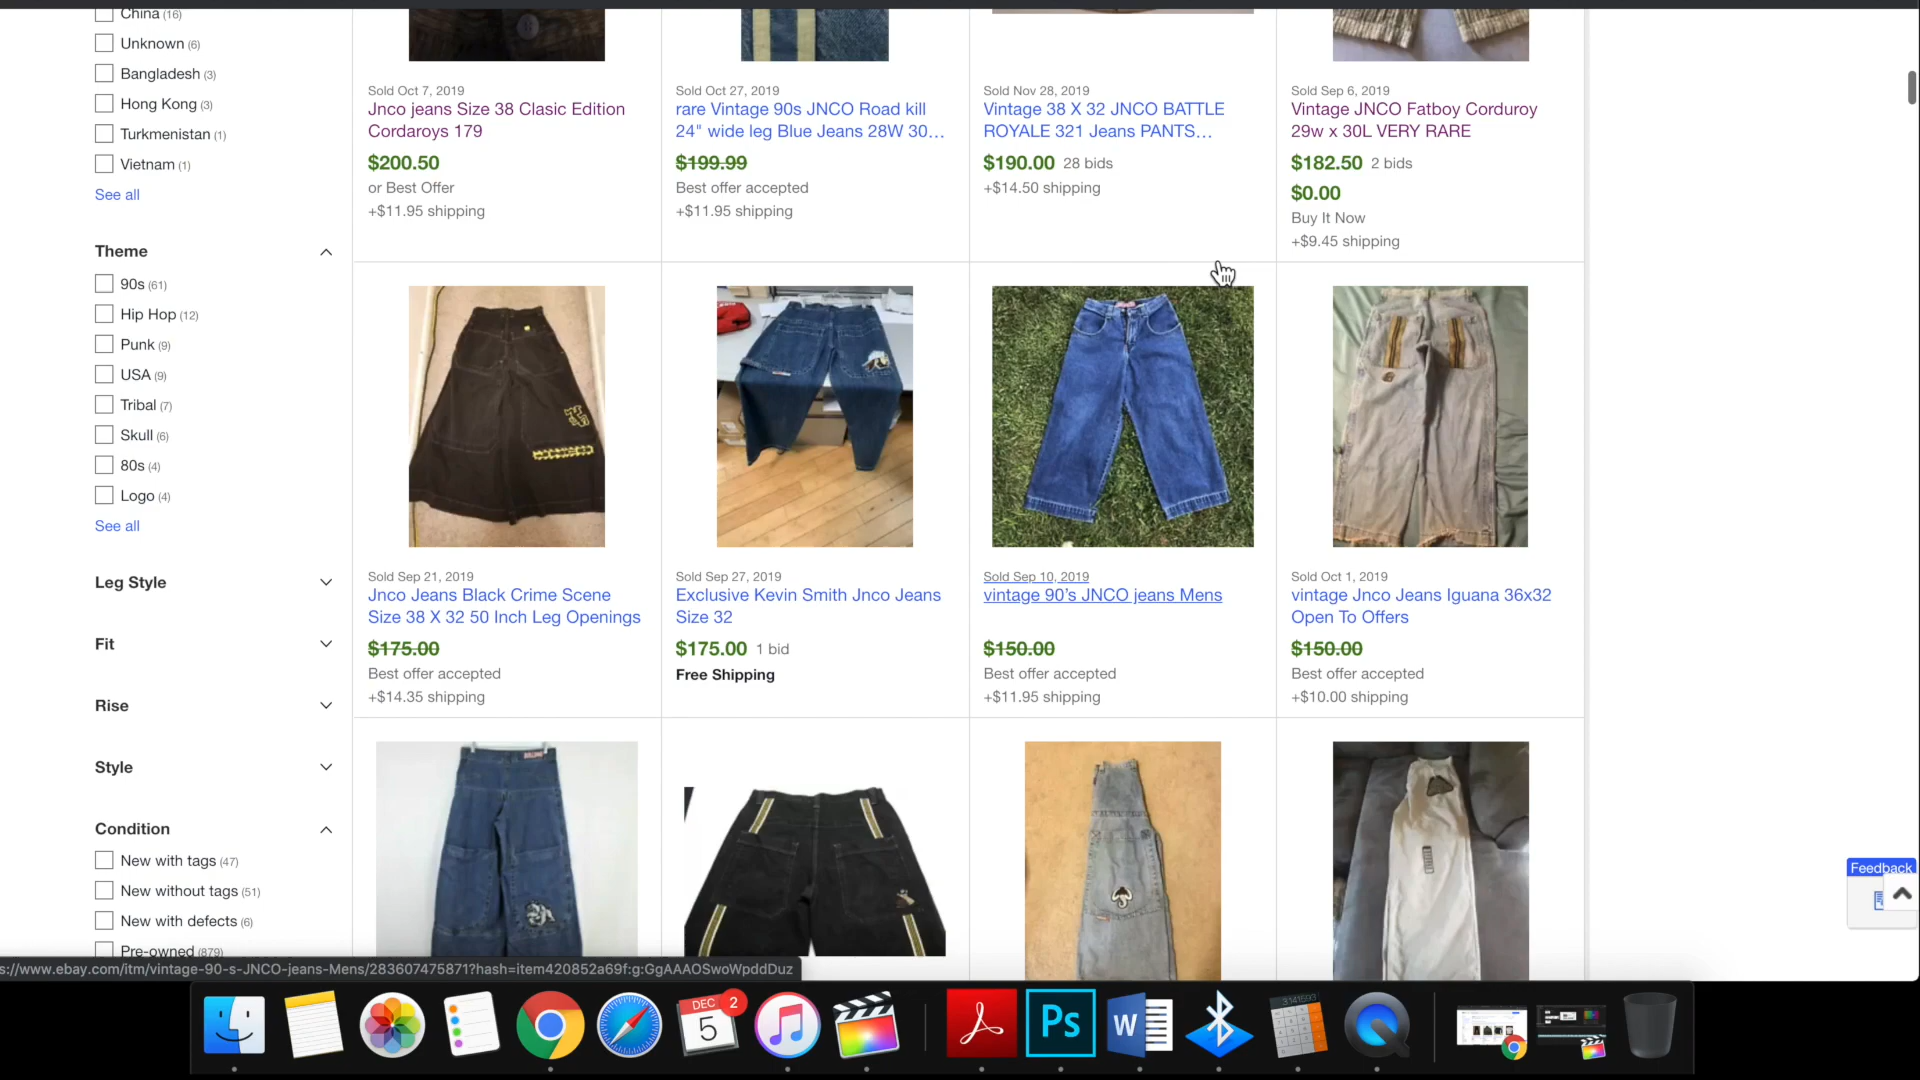 China (16)
Unknown (6)
Bangladesh (3)
Hong Kong (3)
Turkmenistan (1)
Vietnam (1)
See all
Theme
90s (61)
Hip Hop (12)
Punk (9)
USA (9)
Tribal (7)
Skull (6)
80s (4)
Logo (4)
See all
Leg Style
Fit
Rise
Style
Condition
New with tags (47)
New without tags (51)
New with defects (6)
Pre-owned (879)
Sold Oct 7, 2019
Jnco jeans Size 38 Clasic Edition
Cordaroys 179
$200.50
or Best Offer
+$11.95 shipping
Sold Oct 27, 2019
rare Vintage 90s JNCO Road kill
24" wide leg Blue Jeans 28W 30...
$199.99
Best offer accepted
+$11.95 shipping
Sold Nov 28, 2019
Vintage 38 X 32 JNCO BATTLE
ROYALE 321 Jeans PANTS...
$190.00 28 bids
+$14.50 shipping
Sold Sep 6, 2019
Vintage JNCO Fatboy Corduroy
29w x 30L VERY RARE
$182.50 2 bids
$0.00
Buy It Now
+$9.45 shipping
Sold Sep 21, 2019
Jnco Jeans Black Crime Scene
Size 38 X 32 50 Inch Leg Openings
$175.00
Best offer accepted
+$14.35 shipping
Sold Sep 27, 2019
Exclusive Kevin Smith Jnco Jeans
Size 32
$175.00 1 bid
Free Shipping
Sold Sep 10, 2019
vintage 90's JNCO jeans Mens
$150.00
Best offer accepted
+$11.95 shipping
Sold Oct 1, 2019
vintage Jnco Jeans Iguana 36x32
Open To Offers
$150.00
Best offer accepted
+$10.00 shipping
Feedback
s://www.ebay.com/itm/vintage-90-s-JNCO-jeans-Mens/283607475871?hash=item420852a69f:g:GgAAAOSwoWpddDuz
DEC
2
5
Ps
W
3.141593